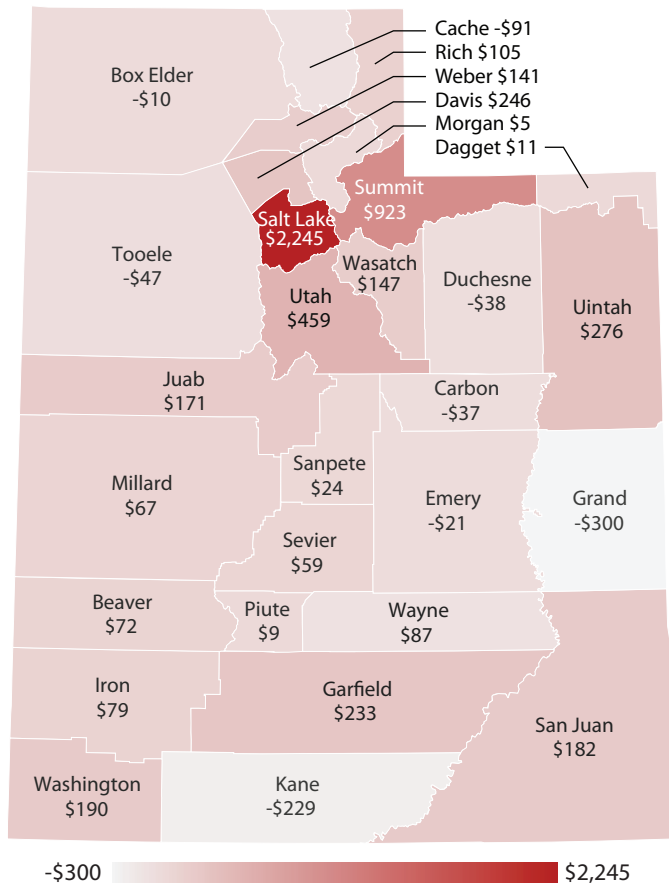 Cache -$91
Rich $105
Weber $141
Davis $246
Morgan $5
Dagget $11
Box Elder
-$10
Summit
$923
Salt Lake
$2,245
Tooele
-$47
Wasatch
$147
Duchesne
-$38
Uintah
$276
Utah
$459
Juab
$171
Carbon
-$37
Sanpete
$24
Millard
$67
Emery
-$21
Grand
-$300
Sevier
$59
Beaver
$72
Piute
$9
Wayne
$87
Iron
$79
Garfield
$233
San Juan
$182
Washington
$190
Kane
-$229
-$300
$2,245